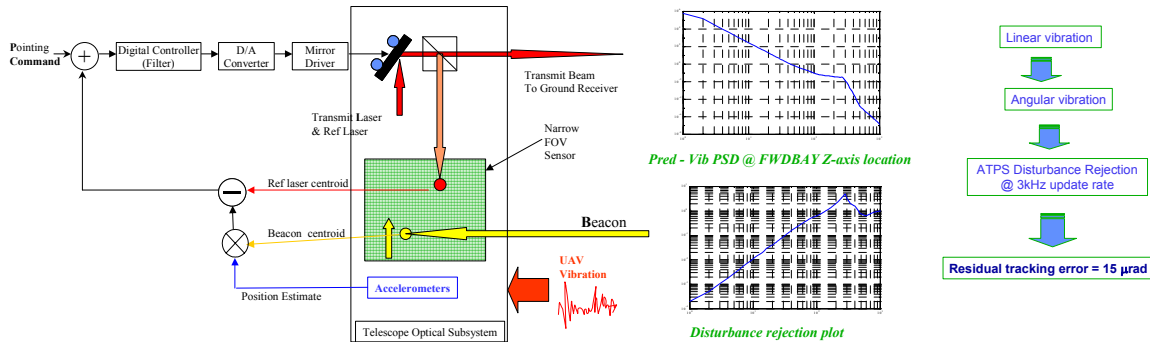 Pointing
Command
+
Digital Controller
(Filter)
D/A
Converter
Mirror
Driver
Transmit Beam
To Ground Receiver
Transmit Laser
& Ref Laser
Narrow
FOV
Sensor
Ref laser centroid
Beacon centroid
Beacon
Position Estimate
Accelerometers
UAV
Vibration
Telescope Optical Subsystem
Pred - Vib PSD @ FWDBAY Z-axis location
Disturbance rejection plot
Linear vibration
Angular vibration
ATPS Disturbance Rejection
@ 3kHz update rate
Residual tracking error = 15 μrad